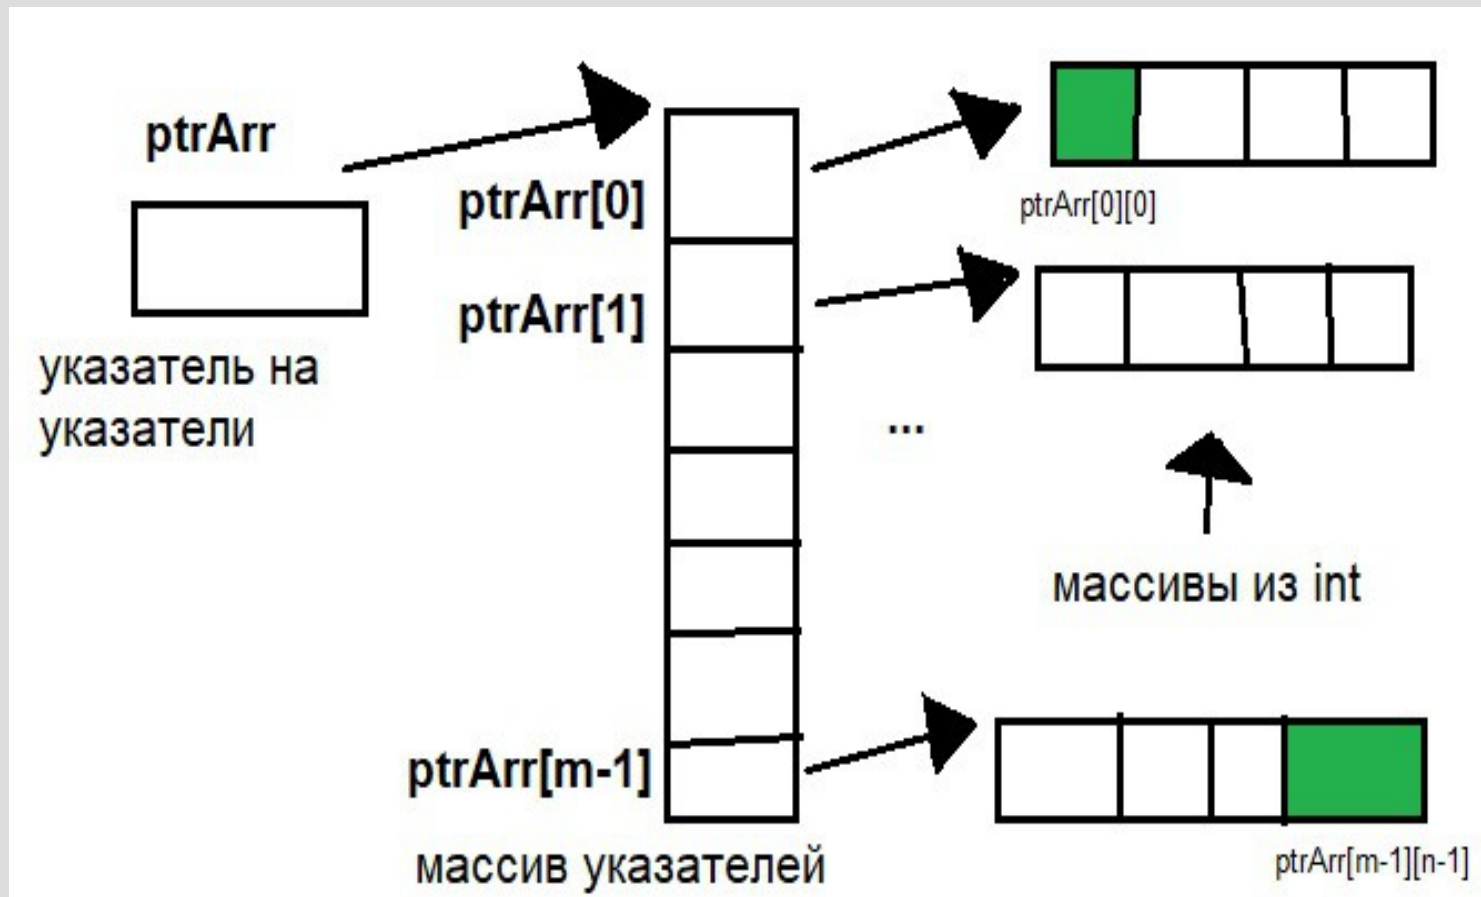 ptrArr
указатель на
указатели
ptrArr[0]
ptrArr[1]
ptrArr[m-1]
массив указателей
ptrArr[0][0]
...
массивы из int
ptrArr[m-1][n-1]